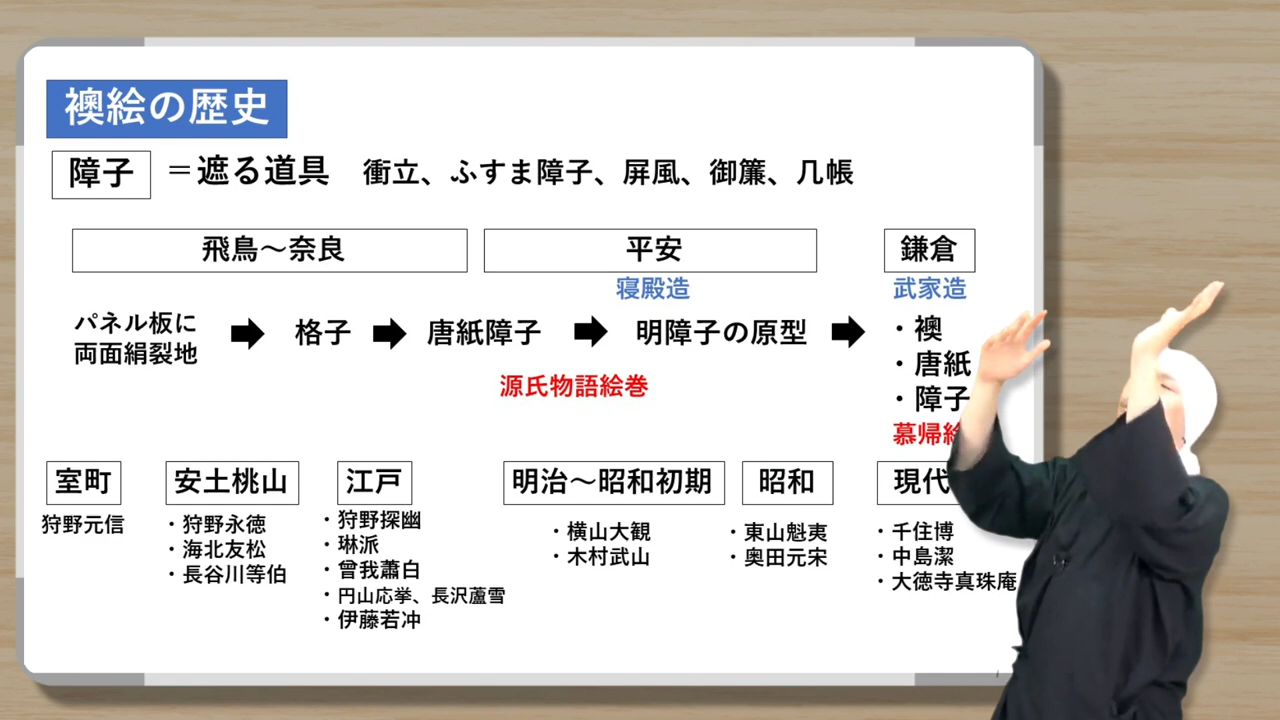 襖絵の歴史
障子 ＝遮る道具 衝立、ふすま障子、屏風、御簾、几帳
飛鳥〜奈良 平安 鎌倉
寝殿造 武家造
パネル板に
両面絹裂地
格子 唐紙障子 明障子の原型
・襖
・唐紙
・障子
源氏物語絵巻
慕帰絵
室町
狩野元信
安土桃山
・狩野永徳
・海北友松
・長谷川等伯
江戸
・狩野探幽
・琳派
・曾我蕭白
・円山応挙、長沢蘆雪
・伊藤若冲
明治〜昭和初期
・横山大観
・木村武山
昭和
・東山魁夷
・奥田元宋
現代
・千住博
・中島潔
・大徳寺真珠庵